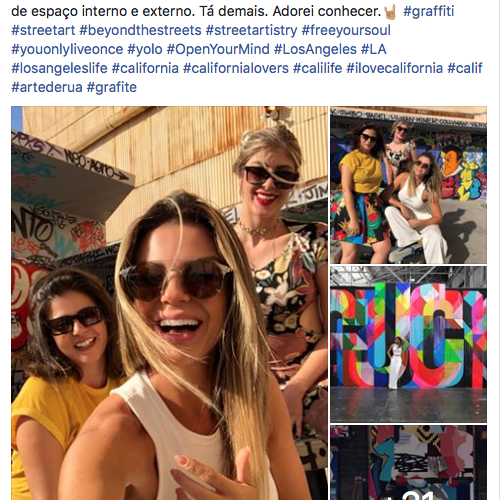 de espaço interno e externo. Tá demais. Adorei conhecer.🤘🏼 #graffiti
#streetart #beyondthestreets #streetartistry #freeyoursoul
#youonlyliveonce #yolo #OpenYourMind #LosAngeles #LA
#losangeleslife #california #californialovers #calilife #ilovecalifornia #calif
#artederua #grafite